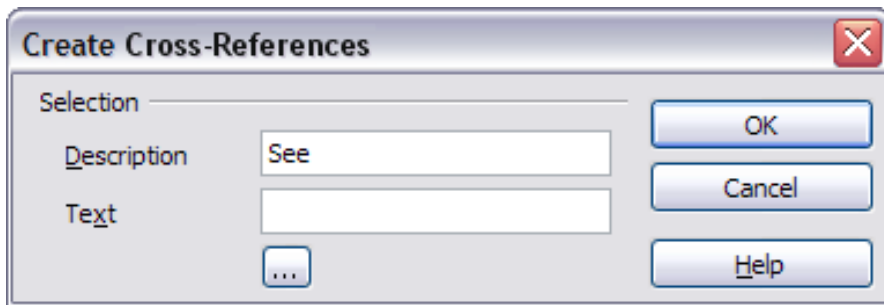 Create Cross-References
Selection
Description See
OK
Text
Cancel
...
Help